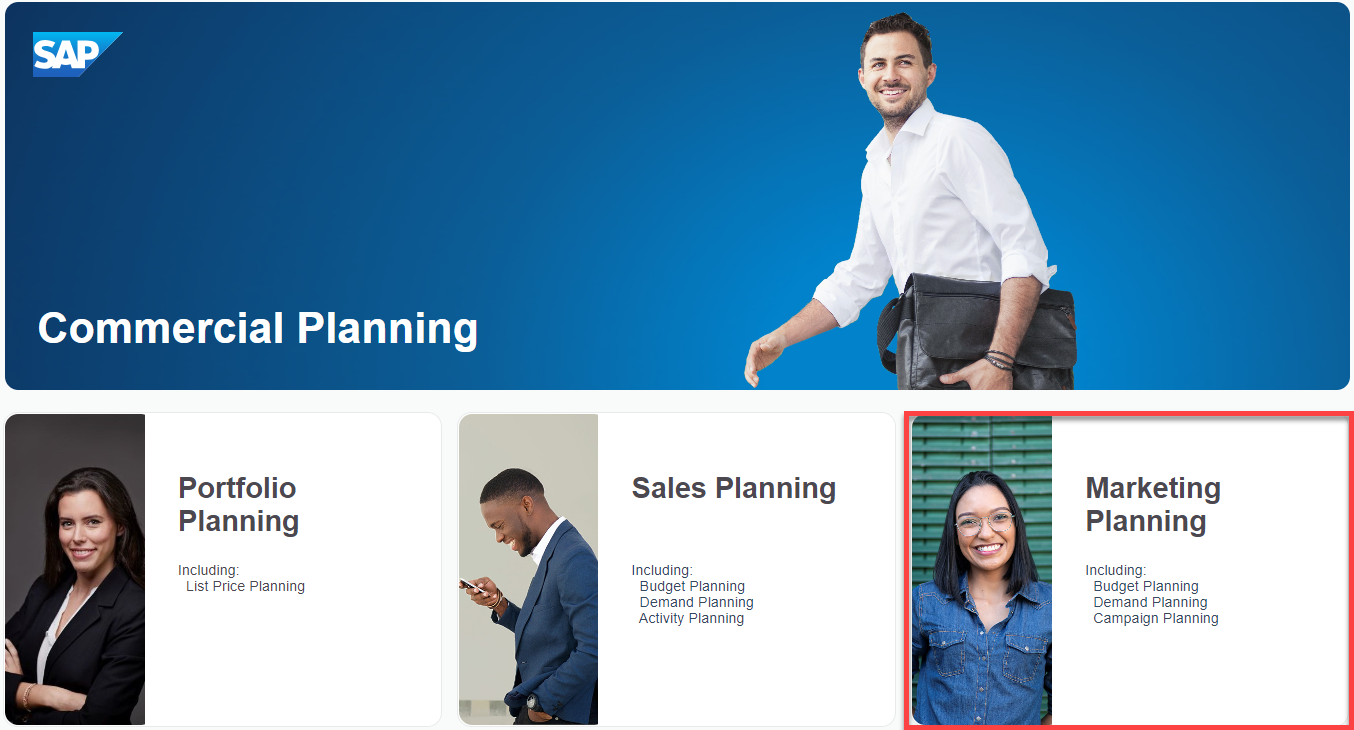 SAP
Commercial Planning
Portfolio
Planning
Including:
List Price Planning
Sales Planning
Including:
Budget Planning
Demand Planning
Activity Planning
Marketing
Planning
Including:
Budget Planning
Demand Planning
Campaign Planning